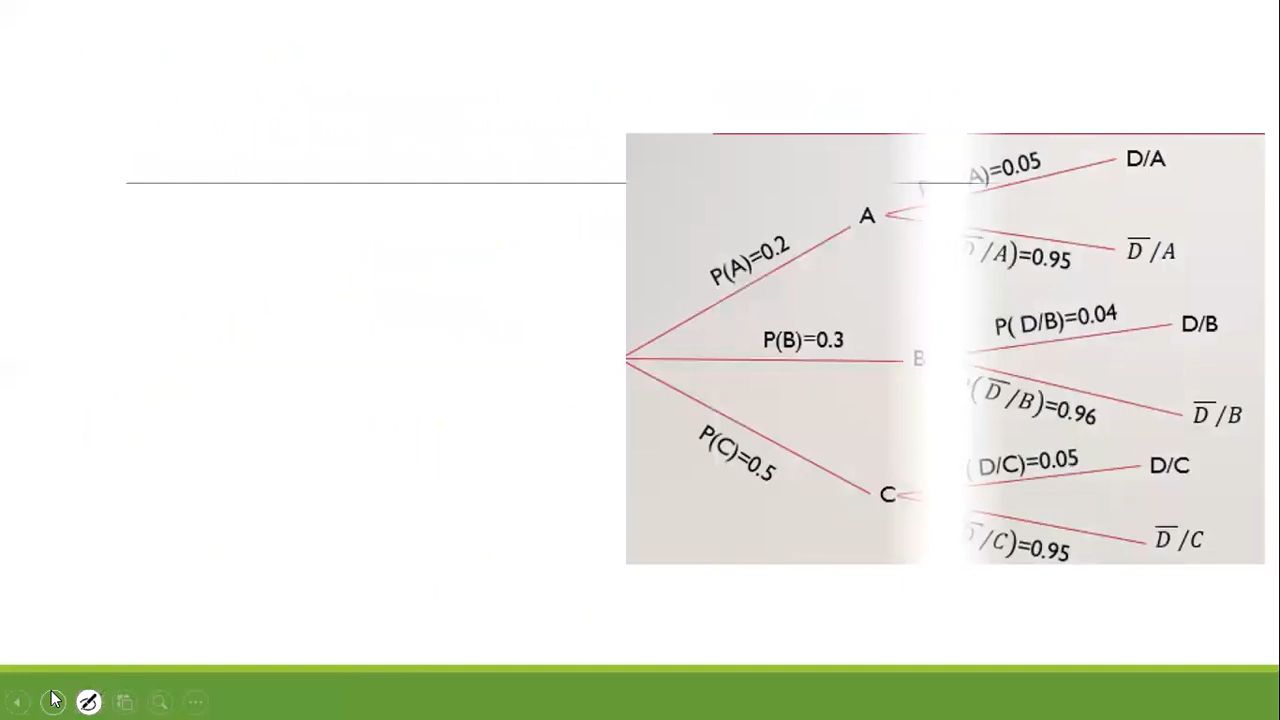 A)=0.05
D/A
A
P(A)=0.2
/A)=0.95
D̅/A
P( D/B)=0.04
D/B
P(B)=0.3
B
(D̅/B)=0.96
D̅/B
P(C)=0.5
( D/C)=0.05
D/C
C
/C)=0.95
D̅/C